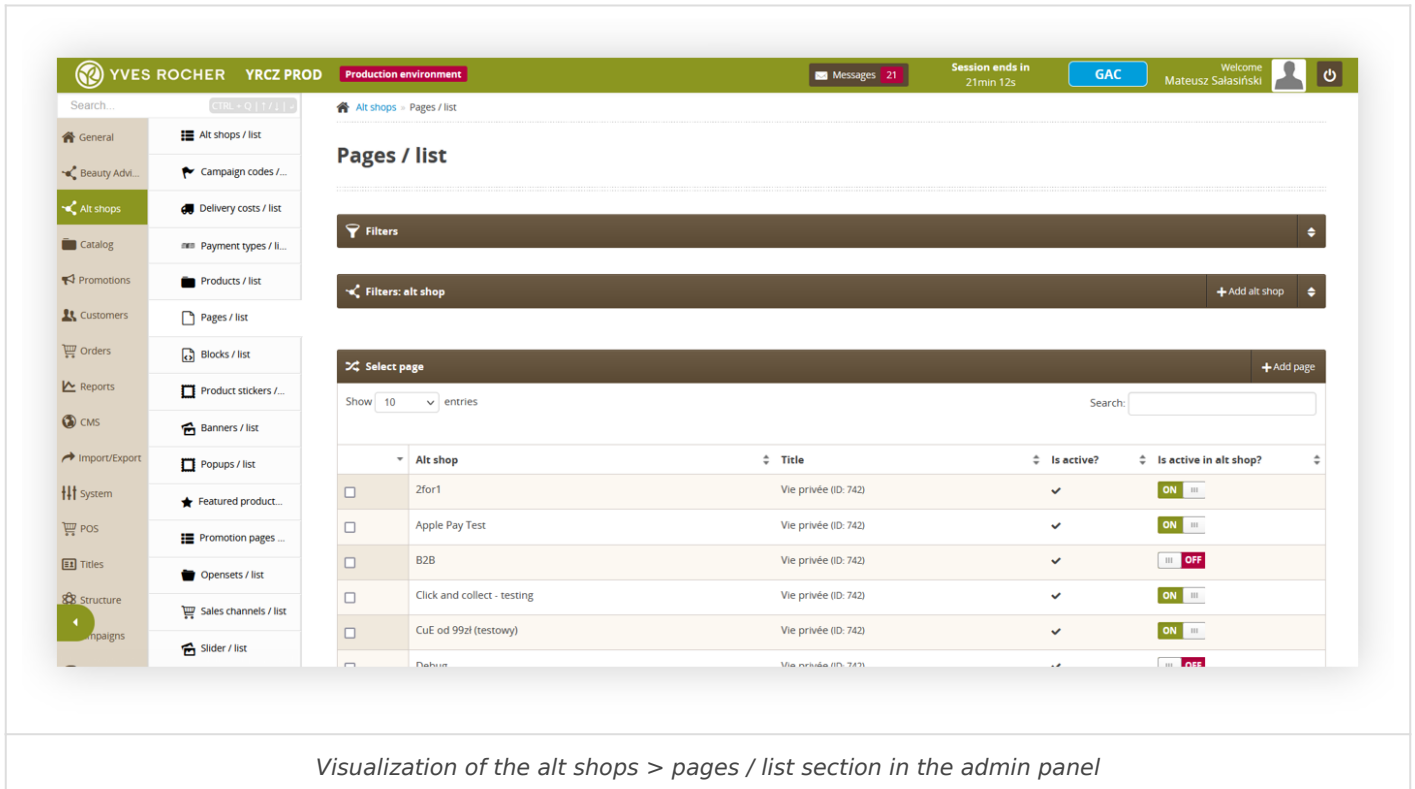 YVES ROCHER YRCZ PROD Production environment Messages 21 Session ends in 21min 12s GAC Welcome Mateusz Sałasiński
Search... CTRL + Q | ↑ / ↓ |
Alt shops » Pages / list
General
Beauty Advi...
Alt shops
Catalog
Promotions
Customers
Orders
Reports
CMS
Import/Export
System
POS
Titles
Structure
mpaigns
Alt shops / list
Campaign codes /...
Delivery costs / list
Payment types / li...
Products / list
Pages / list
Blocks / list
Product stickers /...
Banners / list
Popups / list
Featured product...
Promotion pages ...
Opensets / list
Sales channels / list
Slider / list
Pages / list
Filters
Filters: alt shop + Add alt shop
Select page + Add page
Show 10 entries Search:
Alt shop Title Is active? Is active in alt shop?
2for1 Vie privée (ID: 742) ON
Apple Pay Test Vie privée (ID: 742) ON
B2B Vie privée (ID: 742) OFF
Click and collect - testing Vie privée (ID: 742) ON
CuE od 99zł (testowy) Vie privée (ID: 742) ON
Debug Vie privée (ID: 742) OFF
Visualization of the alt shops > pages / list section in the admin panel